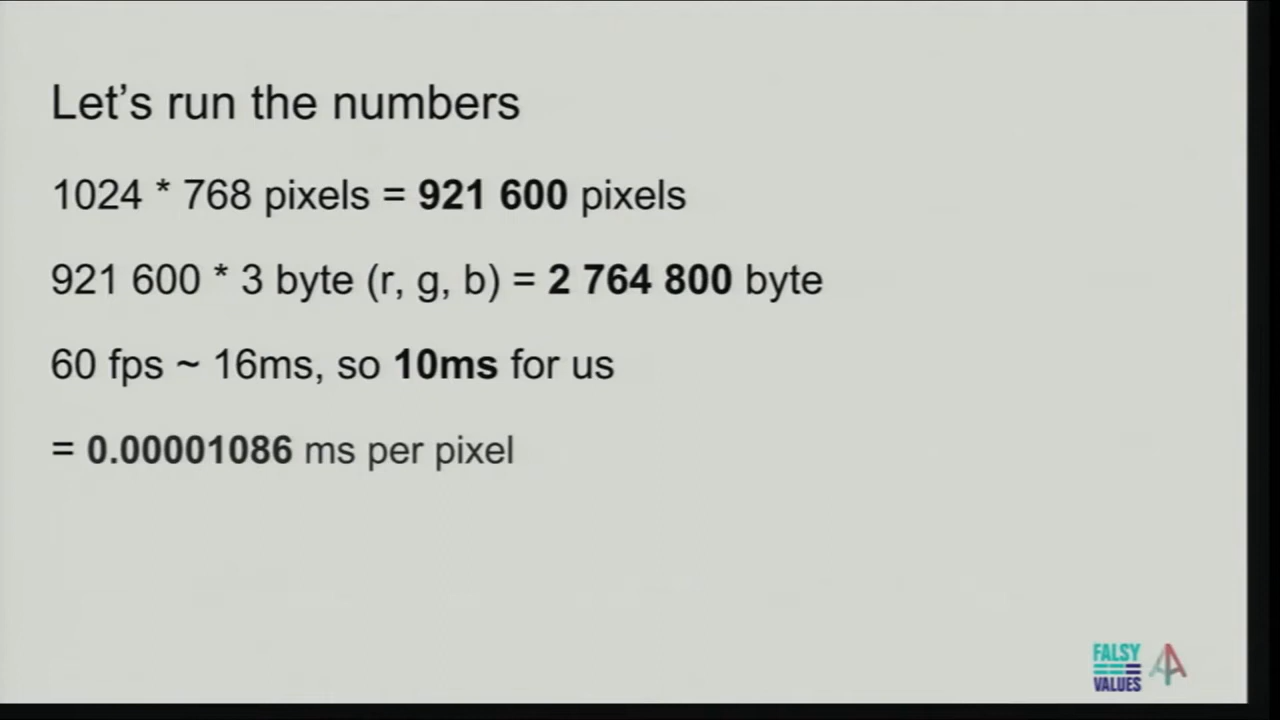 Let's run the numbers
1024 * 768 pixels = 921 600 pixels
921 600 * 3 byte (r, g, b) = 2 764 800 byte
60 fps ~ 16ms, so 10ms for us
= 0.00001086 ms per pixel
FALSY
VALUES